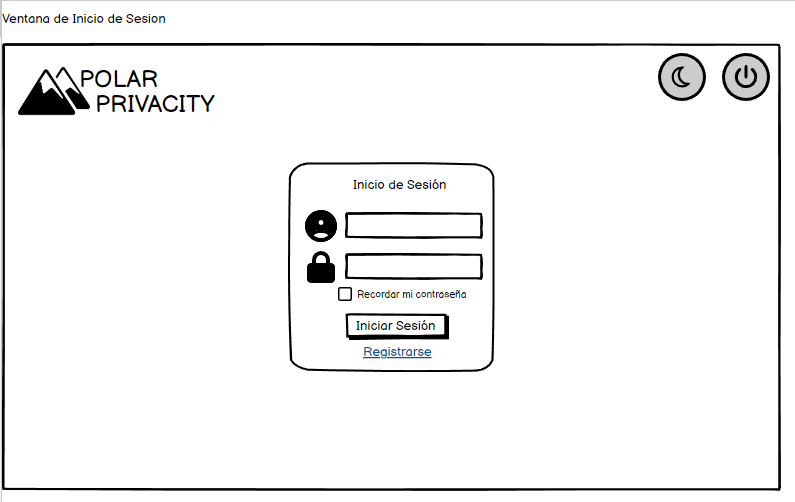 Ventana de Inicio de Sesion
POLAR
PRIVACITY
Inicio de Sesión
Recordar mi contraseña
Iniciar Sesión
Registrarse